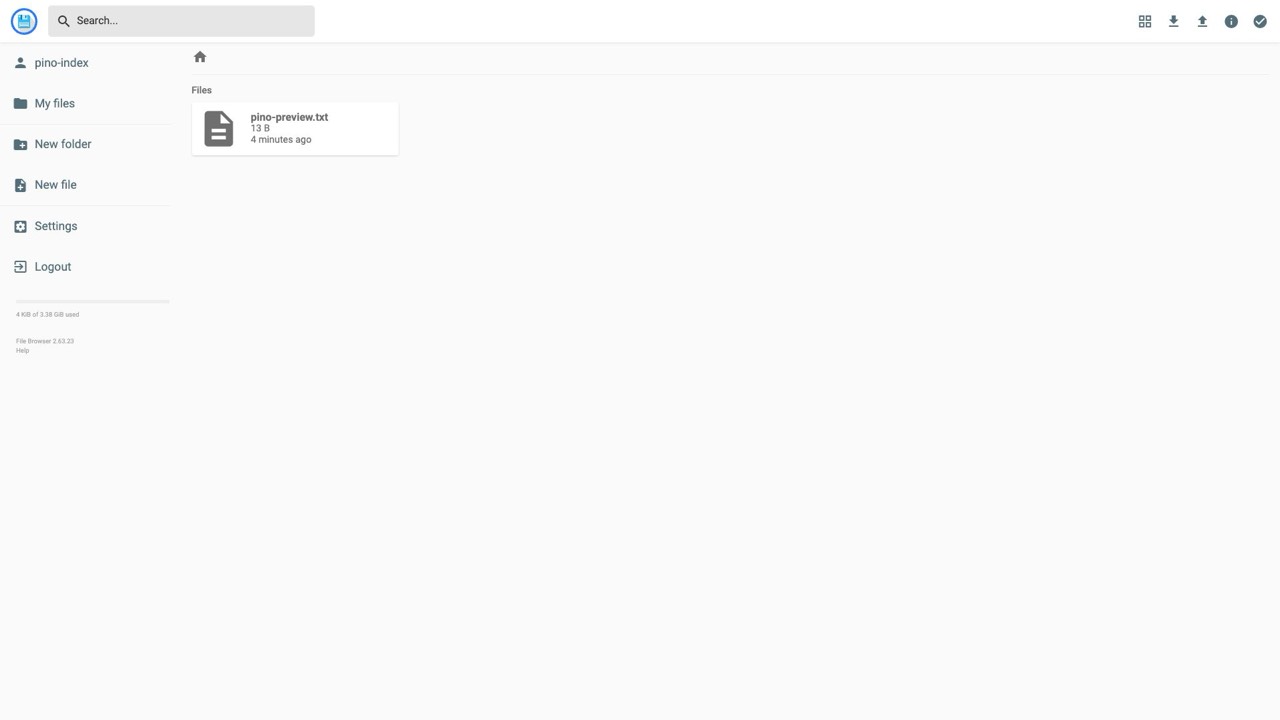 Search...
pino-index
My files
New folder
New file
Settings
Logout
4 KiB of 3.38 GiB used
File Browser 2.63.23
Help
Files
pino-preview.txt
13 B
4 minutes ago